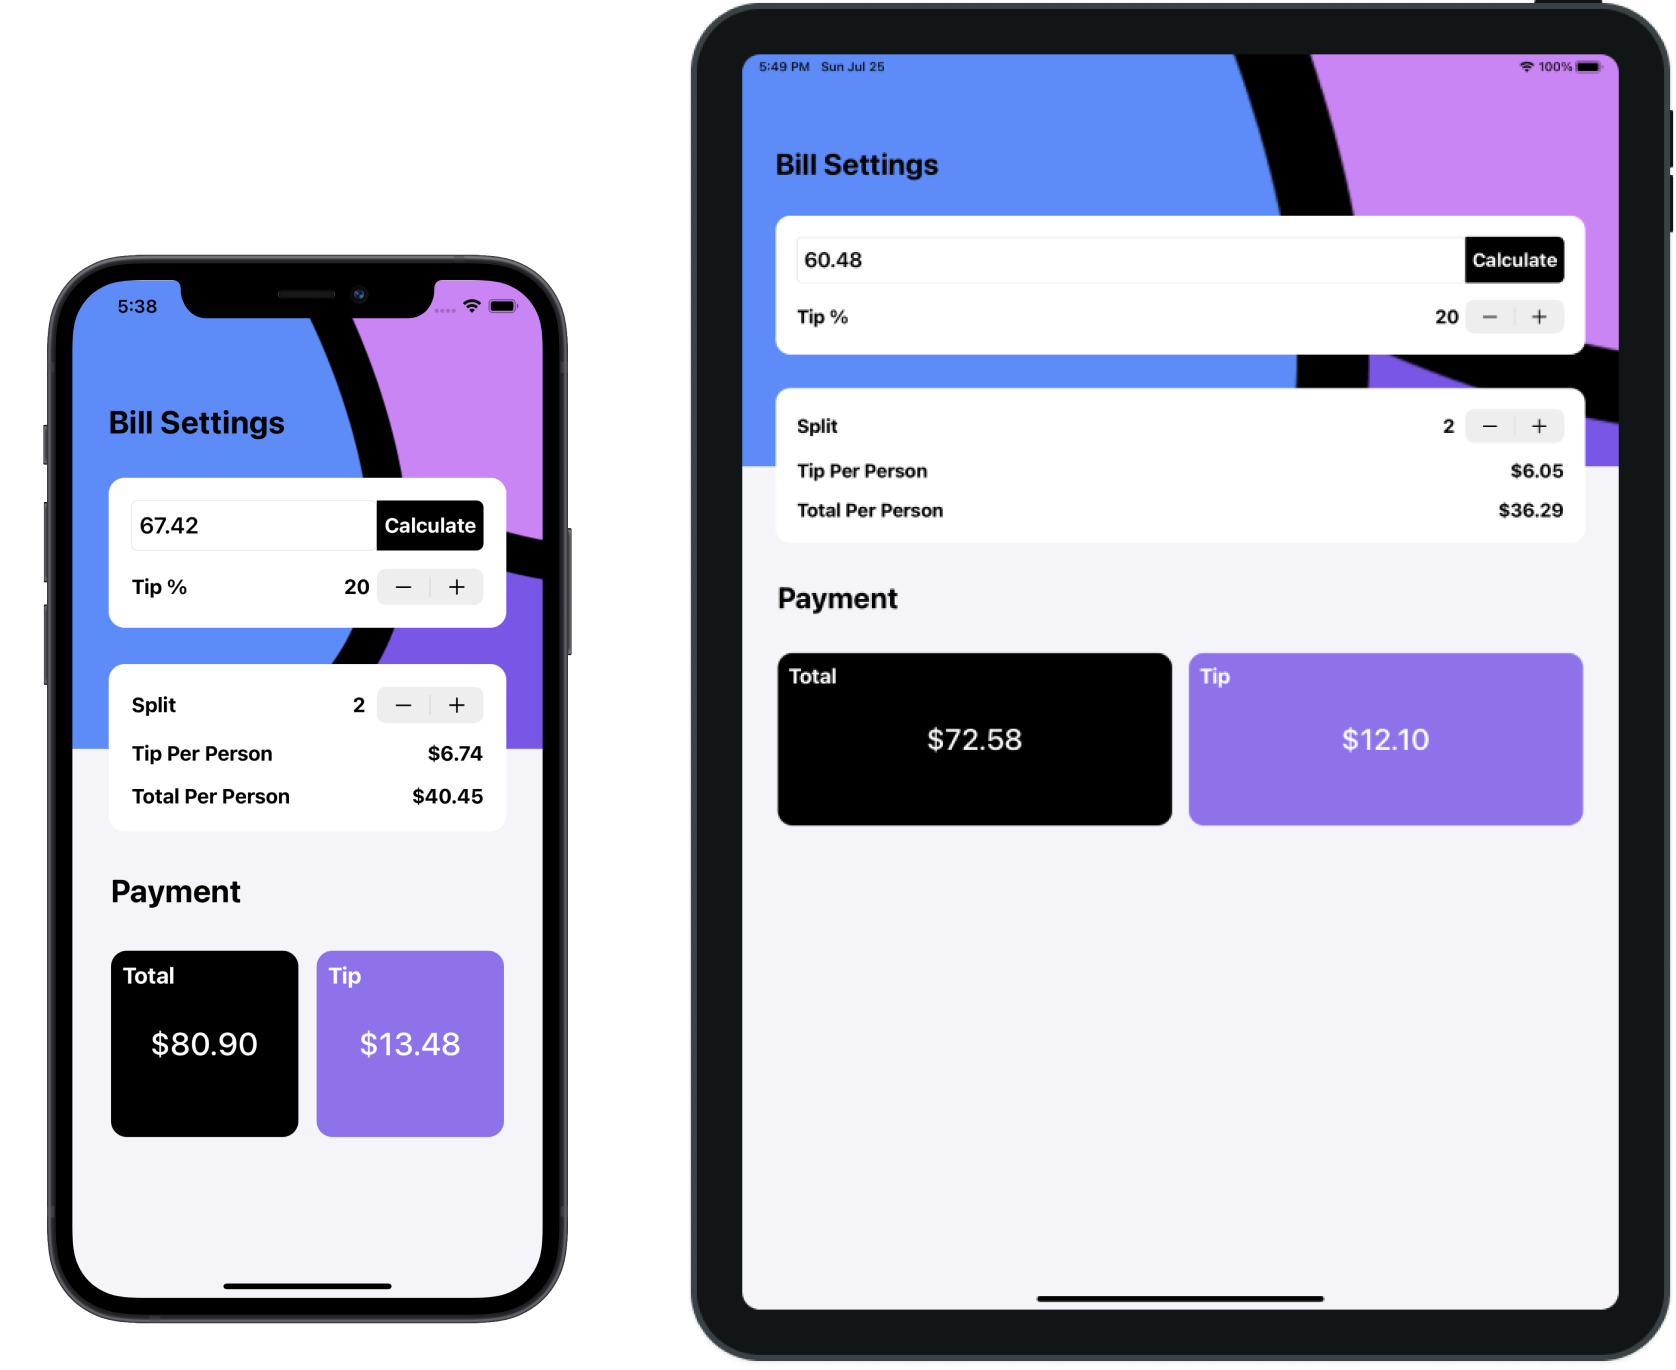 5:38
Bill Settings
67.42 Calculate
Tip % 20 − +
Split 2 − +
Tip Per Person $6.74
Total Per Person $40.45
Payment
Total Tip
$80.90 $13.48
5:49 PM Sun Jul 25 100%
Bill Settings
60.48 Calculate
Tip % 20 − +
Split 2 − +
Tip Per Person $6.05
Total Per Person $36.29
Payment
Total Tip
$72.58 $12.10